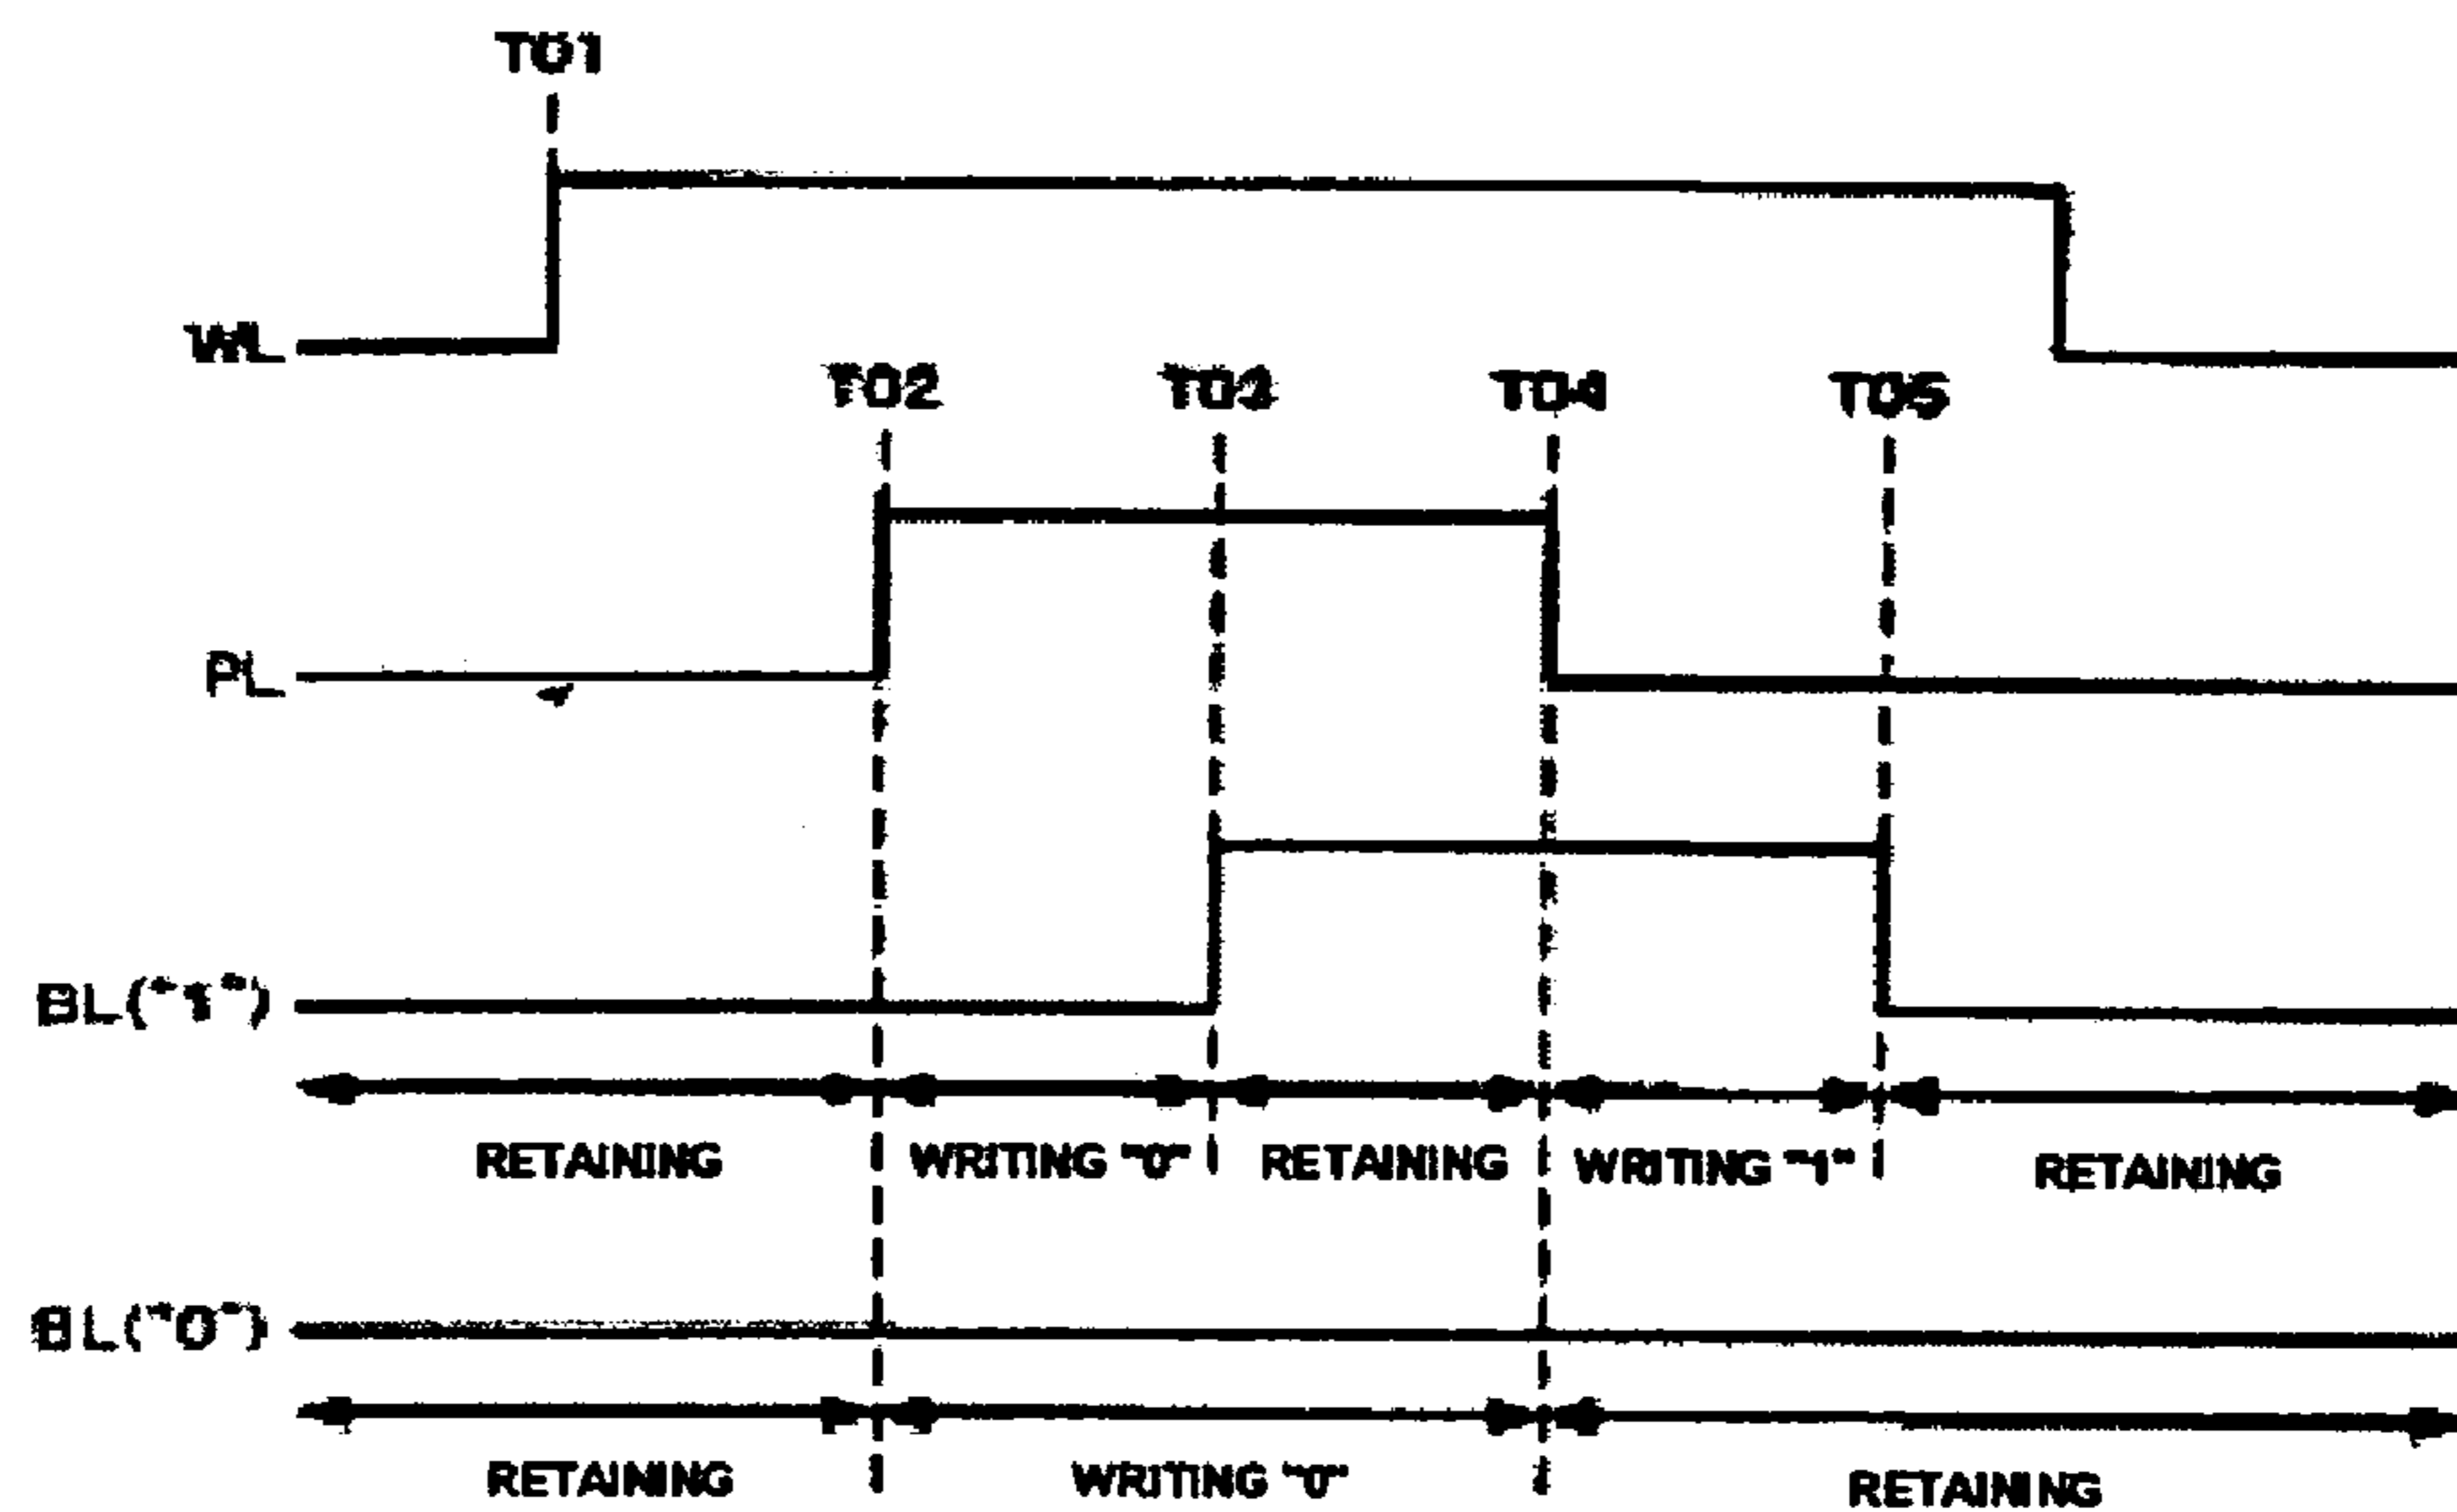 T01
WL
T02 T03 T04 T05
PL
BL("1")
RETAINING WRITING "0" RETAINING WRITING "1" RETAINING
BL("0")
RETAINING WRITING "0" RETAINING